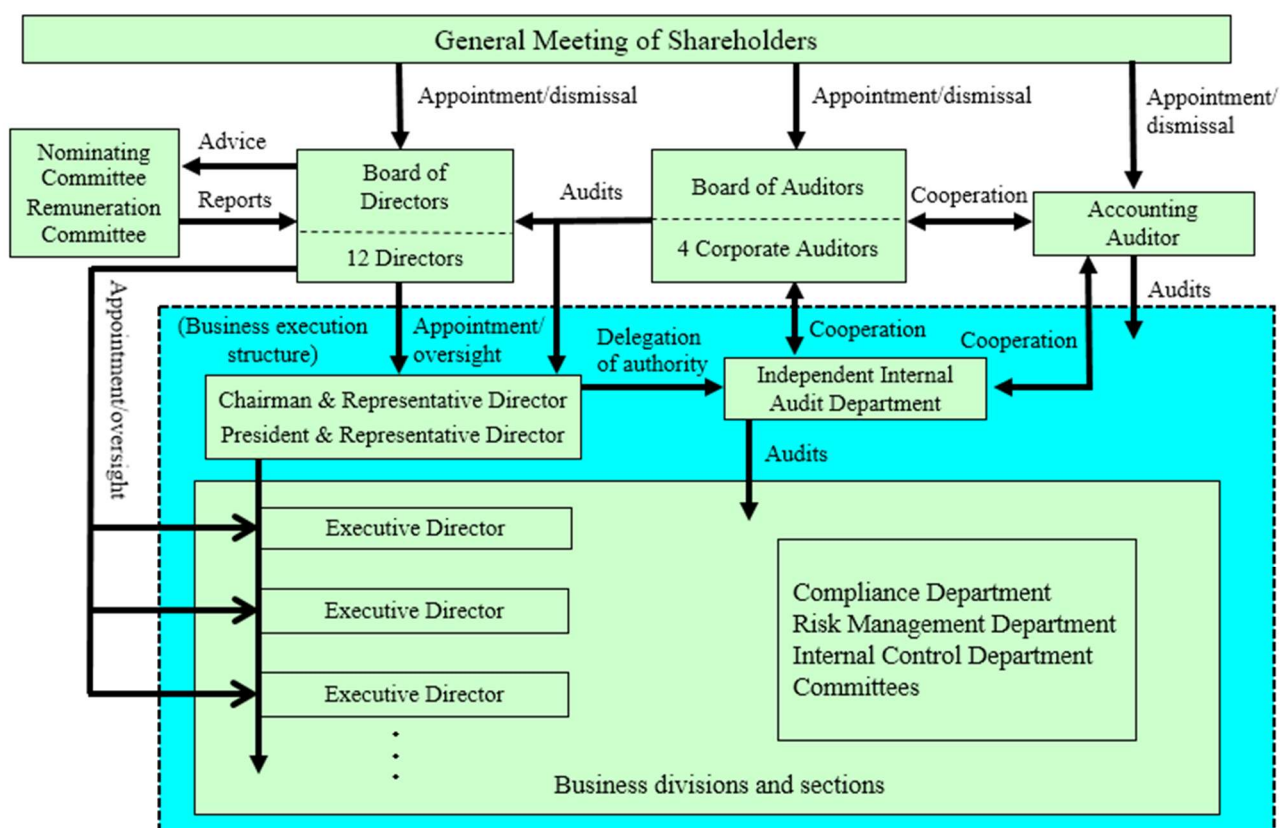 General Meeting of Shareholders
Appointment/dismissal
Appointment/dismissal
Appointment/
dismissal
Nominating
Committee
Remuneration
Committee
Advice
Reports
Board of
Directors
12 Directors
Audits
Board of Auditors
4 Corporate Auditors
Cooperation
Accounting
Auditor
Audits
Appointment/oversight
(Business execution
structure)
Appointment/
oversight
Delegation
of authority
Cooperation
Cooperation
Chairman & Representative Director
President & Representative Director
Independent Internal
Audit Department
Audits
Executive Director
Executive Director
Executive Director
Compliance Department
Risk Management Department
Internal Control Department
Committees
Business divisions and sections